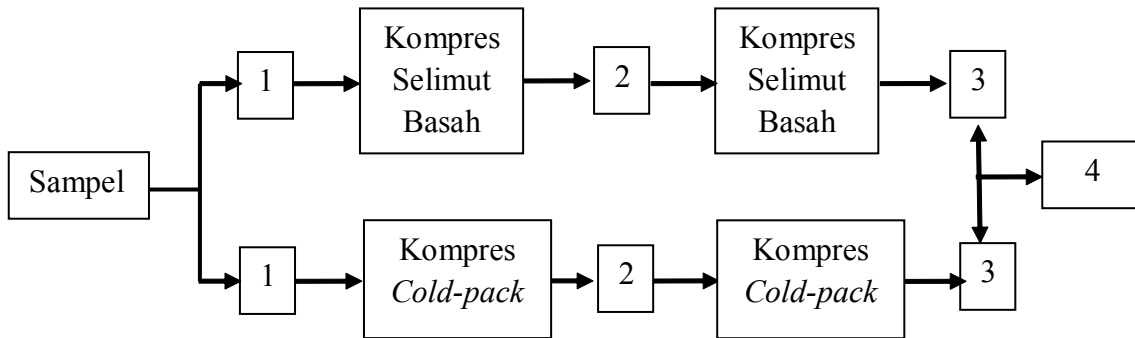 1
Kompres
Selimut
Basah
2
Kompres
Selimut
Basah
3
Sampel
4
1
Kompres
Cold-pack
2
Kompres
Cold-pack
3